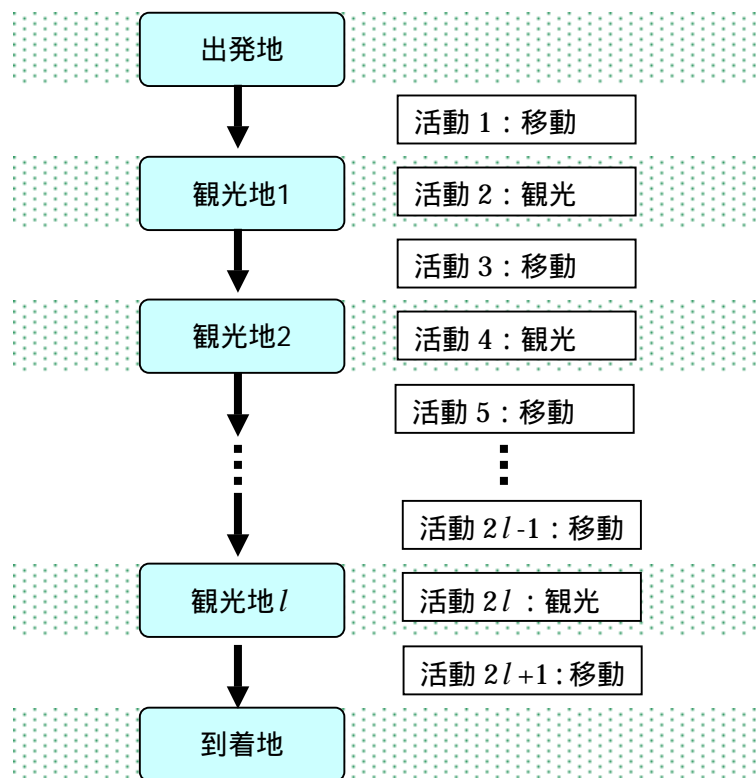 出発地
活動 1：移動
観光地1
活動 2：観光
活動 3：移動
観光地2
活動 4：観光
活動 5：移動
活動 2l-1：移動
観光地l
活動 2l：観光
活動 2l+1：移動
到着地